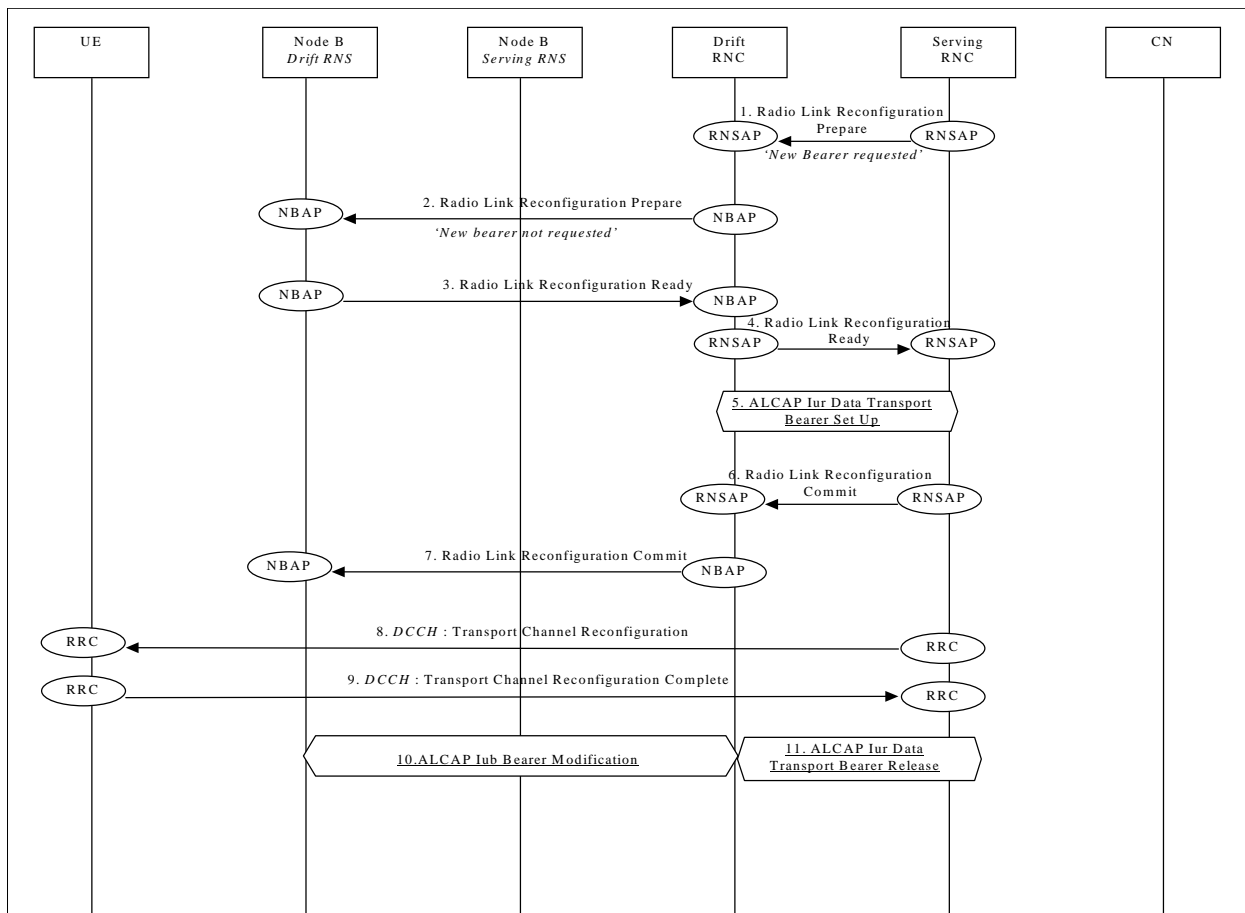 UE
Node B
Drift RNS
Node B
Serving RNS
Drift
RNC
Serving
RNC
CN
1. Radio Link Reconfiguration
Prepare
RNSAP
RNSAP
‘New Bearer requested’
2. Radio Link Reconfiguration Prepare
NBAP
NBAP
‘New bearer not requested’
3. Radio Link Reconfiguration Ready
NBAP
NBAP
4. Radio Link Reconfiguration
Ready
RNSAP
RNSAP
5. ALCAP Iur Data Transport
Bearer Set Up
6. Radio Link Reconfiguration
Commit
RNSAP
RNSAP
7. Radio Link Reconfiguration Commit
NBAP
NBAP
8. DCCH : Transport Channel Reconfiguration
RRC
RRC
9. DCCH : Transport Channel Reconfiguration Complete
RRC
RRC
10.ALCAP Iub Bearer Modification
11. ALCAP Iur Data
Transport Bearer Release